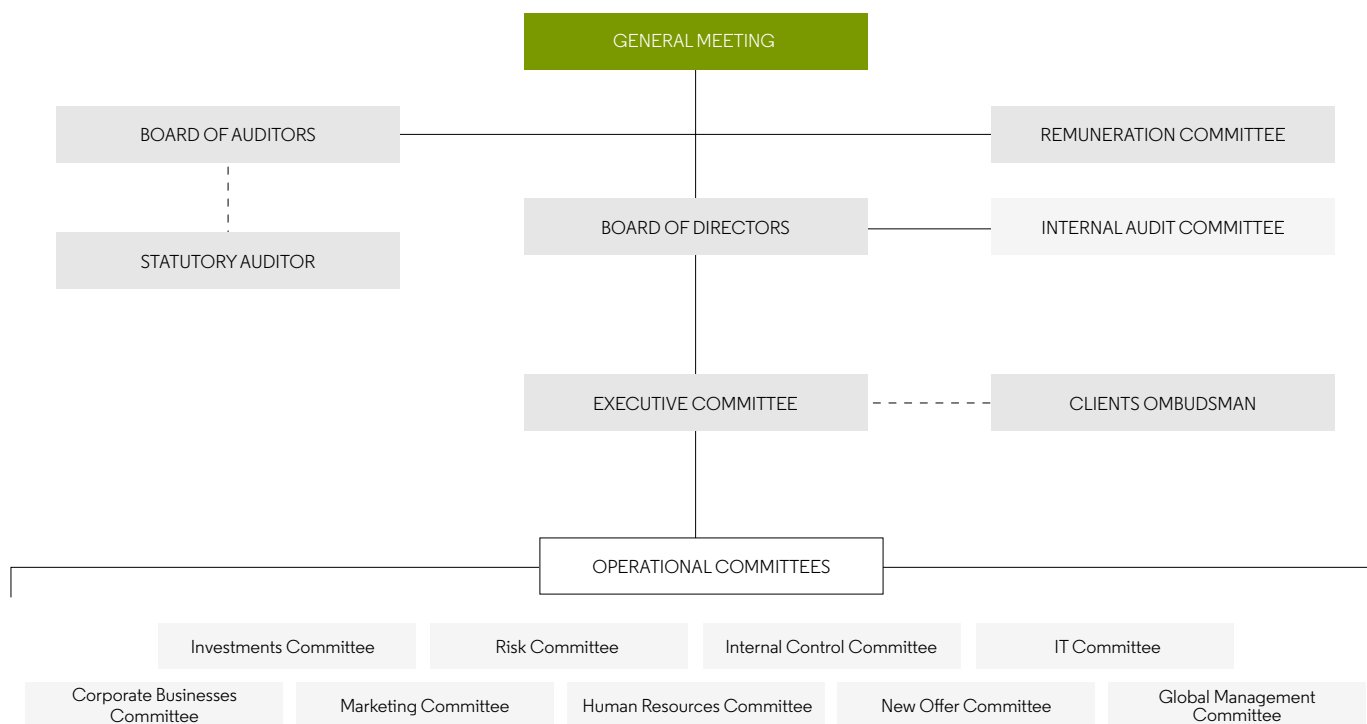 GENERAL MEETING
BOARD OF AUDITORS
REMUNERATION COMMITTEE
BOARD OF DIRECTORS
INTERNAL AUDIT COMMITTEE
STATUTORY AUDITOR
EXECUTIVE COMMITTEE
CLIENTS OMBUDSMAN
OPERATIONAL COMMITTEES
Investments Committee
Risk Committee
Internal Control Committee
IT Committee
Corporate Businesses
Committee
Marketing Committee
Human Resources Committee
New Offer Committee
Global Management
Committee